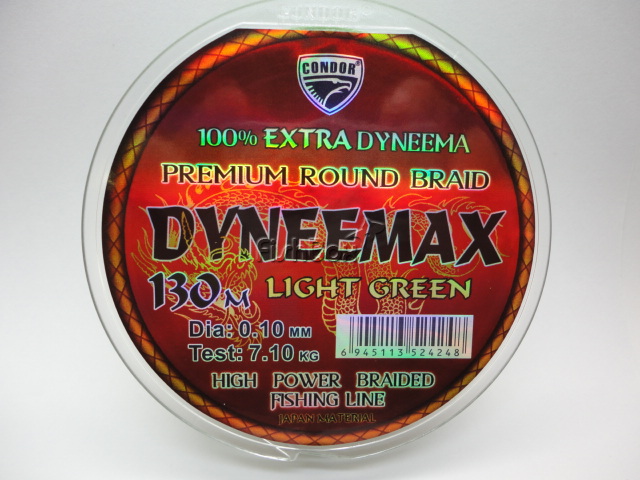 CONDOR®
100% EXTRA DYNEEMA
PREMIUM ROUND BRAID
DYNEEMAX
130M
LIGHT GREEN
Dia: 0.10 MM
Test: 7.10 KG
6 945113 524248
HIGH POWER BRAIDED
FISHING LINE
JAPAN MATERIAL